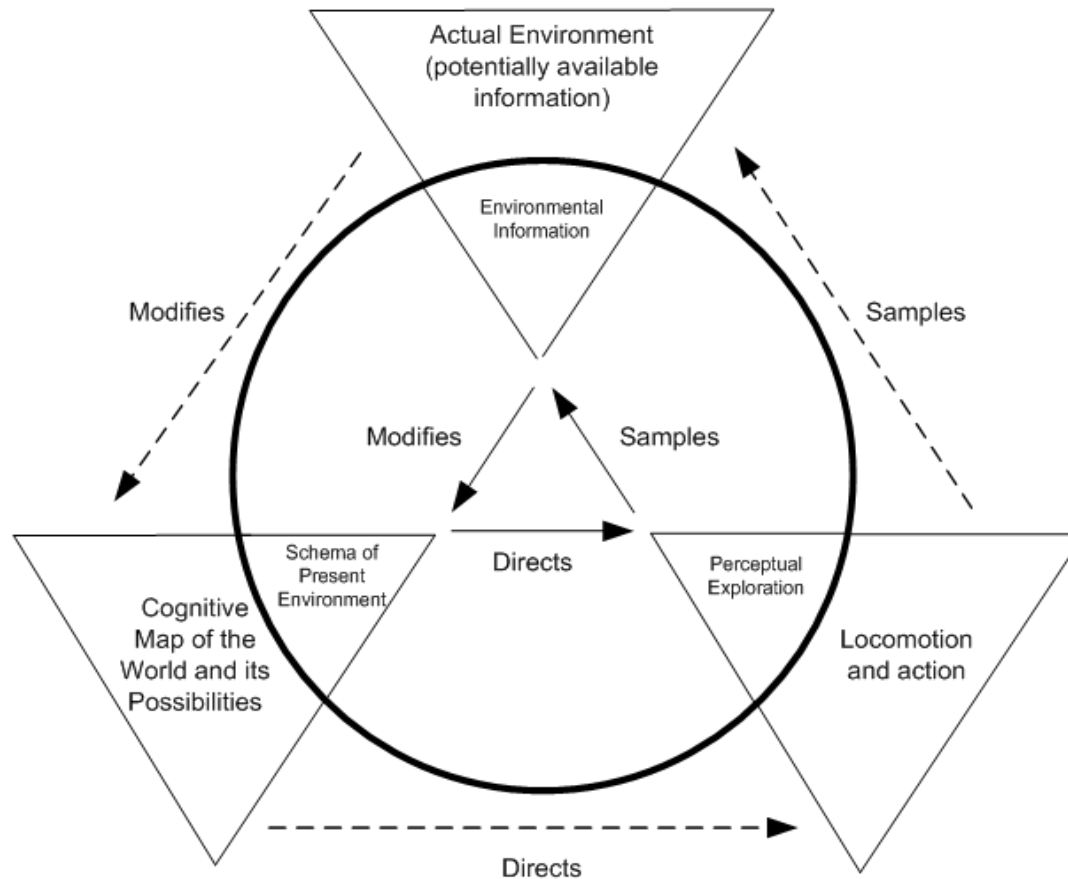 Actual Environment
(potentially available
information)
Environmental
Information
Modifies
Samples
Modifies
Samples
Directs
Schema of
Present
Environment
Cognitive
Map of the
World and its
Possibilities
Perceptual
Exploration
Locomotion
and action
Directs